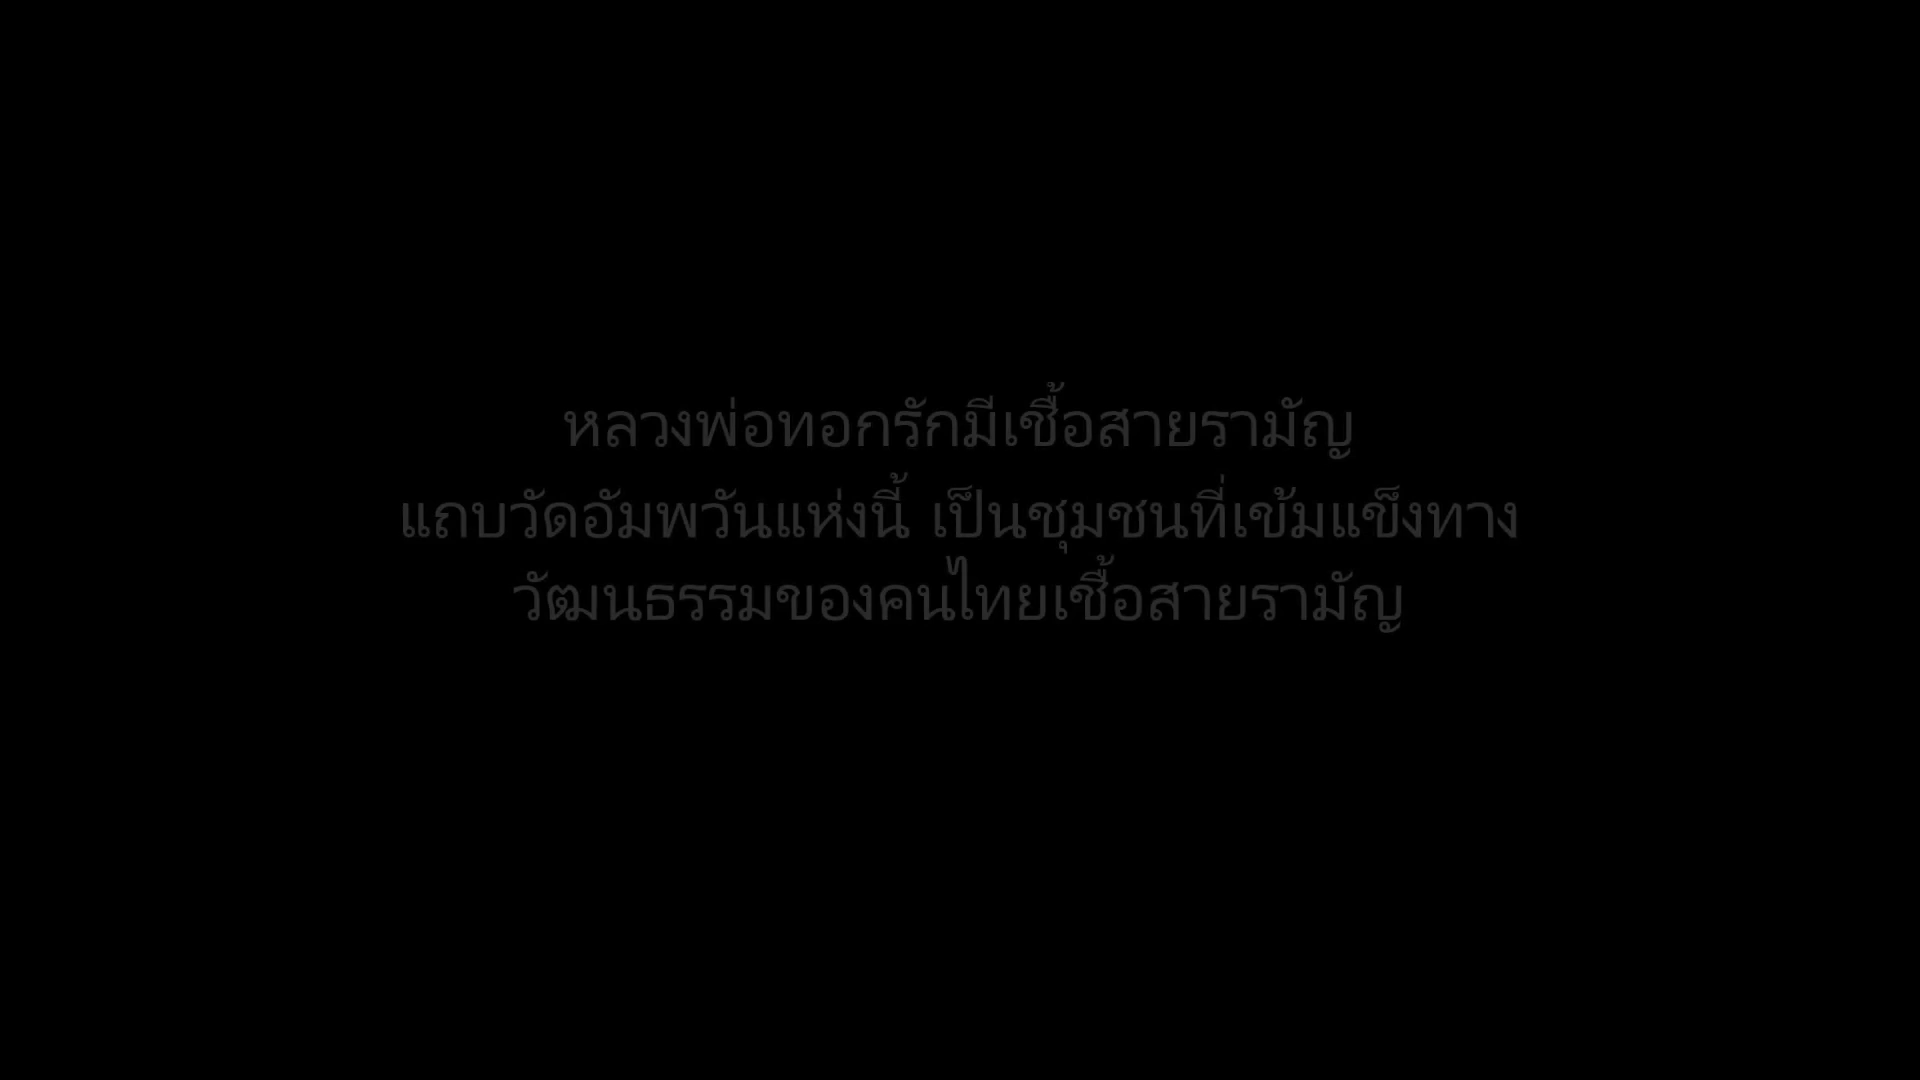 หลวงพ่อทอกรักมีเชื้อสายรามัญ
แถบวัดอัมพวันแห่งนี้ เป็นชุมชนที่เข้มแข็งทาง
วัฒนธรรมของคนไทยเชื้อสายรามัญ